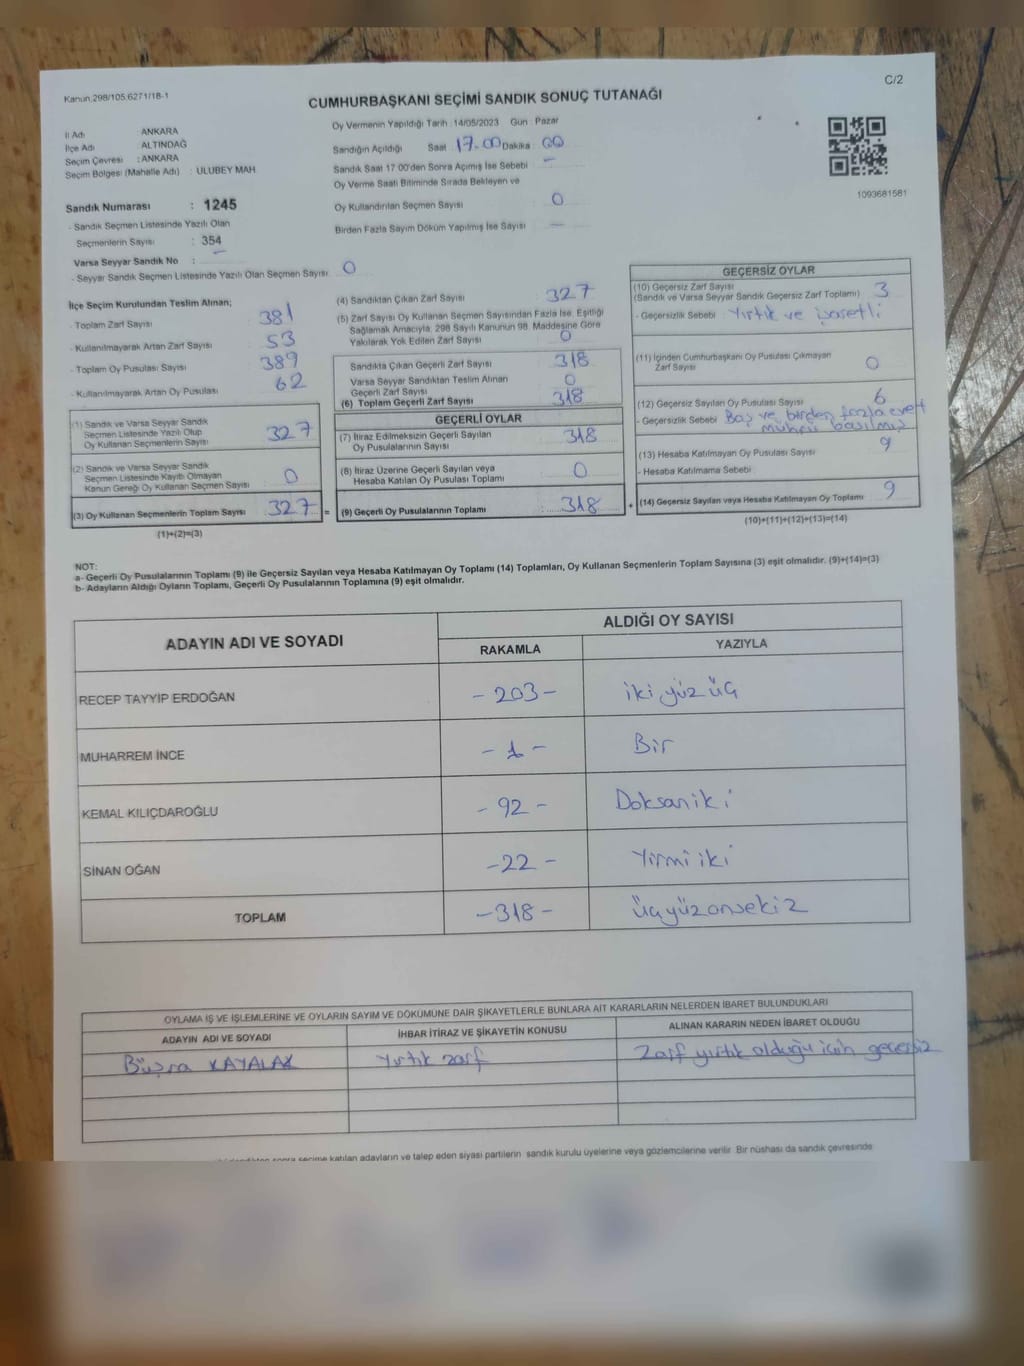 C/2
Kanun 298/105,6271/18-1
CUMHURBAŞKANI SEÇİMİ SANDIK SONUÇ TUTANAĞI
İl Adı ANKARA
İlçe Adı ALTINDAĞ
Seçim Çevresi : ANKARA
Seçim Bölgesi (Mahalle Adı) : ULUBEY MAH
Sandık Numarası : 1245
- Sandık Seçmen Listesinde Yazılı Olan
Seçmenlerin Sayısı : 354
Varsa Seyyar Sandık No : -
- Seyyar Sandık Seçmen Listesinde Yazılı Olan Seçmen Sayısı 0
Oy Vermenin Yapıldığı Tarih :14/05/2023 Gün : Pazar
Sandığın Açıldığı Saat 17.00 Dakika : 00
Sandık Saat 17 00'den Sonra Açımış İse Sebebi -
Oy Verme Saati Bitiminde Sırada Bekleyen ve
Oy Kullandırılan Seçmen Sayısı 0
Birden Fazla Sayım Döküm Yapılmış İse Sayısı -
1093681581
İlçe Seçim Kurulundan Teslim Alınan;
- Toplam Zarf Sayısı 381
- Kullanılmayarak Artan Zarf Sayısı 53
- Toplam Oy Pusulası Sayısı 389
- Kullanılmayarak Artan Oy Pusulası 62
(1) Sandık ve Varsa Seyyar Sandık
Seçmen Listesinde Yazılı Olup
Oy Kullanan Seçmenlerin Sayısı 327
(2) Sandık ve Varsa Seyyar Sandık
Seçmen Listesinde Kayıtlı Olmayan
Kanun Gereği Oy Kullanan Seçmen Sayısı 0
(3) Oy Kullanan Seçmenlerin Toplam Sayısı 327 =
(1)+(2)=(3)
(4) Sandıktan Çıkan Zarf Sayısı 327
(5) Zarf Sayısı Oy Kullanan Seçmen Sayısından Fazla İse, Eşitliği
Sağlamak Amacıyla, 298 Sayılı Kanunun 98. Maddesine Göre
Yakılarak Yok Edilen Zarf Sayısı 0
Sandıkta Çıkan Geçerli Zarf Sayısı 318
Varsa Seyyar Sandıktan Teslim Alınan
Geçerli Zarf Sayısı 0
(6) Toplam Geçerli Zarf Sayısı 318
GEÇERLİ OYLAR
(7) İtiraz Edilmeksizin Geçerli Sayılan
Oy Pusulalarının Sayısı 318
(8) İtiraz Üzerine Geçerli Sayılan veya
Hesaba Katılan Oy Pusulası Toplamı 0
(9) Geçerli Oy Pusulalarının Toplamı : 318 +
GEÇERSİZ OYLAR
(10) Geçersiz Zarf Sayısı
(Sandık ve Varsa Seyyar Sandık Geçersiz Zarf Toplamı) 3
- Geçersizlik Sebebi : Yırtık ve işaretli
(11) İçinden Cumhurbaşkanı Oy Pusulası Çıkmayan
Zarf Sayısı 0
(12) Geçersiz Sayılan Oy Pusulası Sayısı 6
- Geçersizlik Sebebi Boş ve birden fazla evet
mührü basılmış
(13) Hesaba Katılmayan Oy Pusulası Sayısı 9
- Hesaba Katılmama Sebebi
(14) Geçersiz Sayılan veya Hesaba Katılmayan Oy Toplamı 9
(10)+(11)+(12)+(13)=(14)
NOT:
a- Geçerli Oy Pusulalarının Toplamı (9) ile Geçersiz Sayılan veya Hesaba Katılmayan Oy Toplamı (14) Toplamları, Oy Kullanan Seçmenlerin Toplam Sayısına (3) eşit olmalıdır. (9)+(14)=(3)
b- Adayların Aldığı Oyların Toplamı, Geçerli Oy Pusulalarının Toplamına (9) eşit olmalıdır.
ADAYIN ADI VE SOYADI
ALDIĞI OY SAYISI
RAKAMLA YAZIYLA
RECEP TAYYİP ERDOĞAN -203- iki yüz üç
MUHARREM İNCE -1- Bir
KEMAL KILIÇDAROĞLU -92- Doksaniki
SİNAN OĞAN -22- Yirmi iki
TOPLAM -318- üçyüzonsekiz
OYLAMA İŞ VE İŞLEMLERİNE VE OYLARIN SAYIM VE DÖKÜMÜNE DAİR ŞİKAYETLERLE BUNLARA AİT KARARLARIN NELERDEN İBARET BULUNDUKLARI
ADAYIN ADI VE SOYADI İHBAR İTİRAZ VE ŞİKAYETİN KONUSU ALINAN KARARIN NEDEN İBARET OLDUĞU
Büşra KAYALAK Yırtık zarf Zarf yırtık olduğu için geçersiz
sonra seçime katılan adayların ve talep eden siyasi partilerin sandık kurulu üyelerine veya gözlemcilerine verilir. Bir nüshası da sandık çevresinde